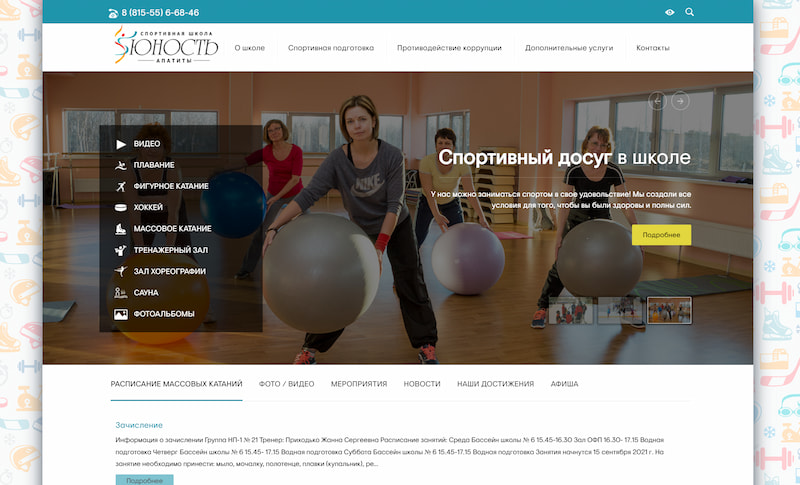 8 (815-55) 6-68-46
СПОРТИВНАЯ ШКОЛА
ЮНОСТЬ
АПАТИТЫ
О школе
Спортивная подготовка
Противодействие коррупции
Дополнительные услуги
Контакты
ВИДЕО
ПЛАВАНИЕ
ФИГУРНОЕ КАТАНИЕ
ХОККЕЙ
МАССОВОЕ КАТАНИЕ
ТРЕНАЖЕРНЫЙ ЗАЛ
ЗАЛ ХОРЕОГРАФИИ
САУНА
ФОТОАЛЬБОМЫ
NIKE
Спортивный досуг в школе
У нас можно заниматься спортом в свое удовольствие! Мы создали все
условия для того, чтобы вы были здоровы и полны сил.
Подробнее
РАСПИСАНИЕ МАССОВЫХ КАТАНИЙ
ФОТО / ВИДЕО
МЕРОПРИЯТИЯ
НОВОСТИ
НАШИ ДОСТИЖЕНИЯ
АФИША
Зачисление
Информация о зачислении Группа НП-1 № 21 Тренер: Приходько Жанна Сергеевна Расписание занятий: Среда Бассейн школы № 6 15.45-16.30 Зал ОФП 16.30- 17.15 Водная
подготовка Четверг Бассейн школы № 6 15.45- 17.15 Водная подготовка Суббота Бассейн школы № 6 15.45-17.15 Водная подготовка Занятия начнутся 15 сентября 2021 г. На
занятие необходимо принести: мыло, мочалку, полотенце, плавки (купальник), ре...
Подробнее